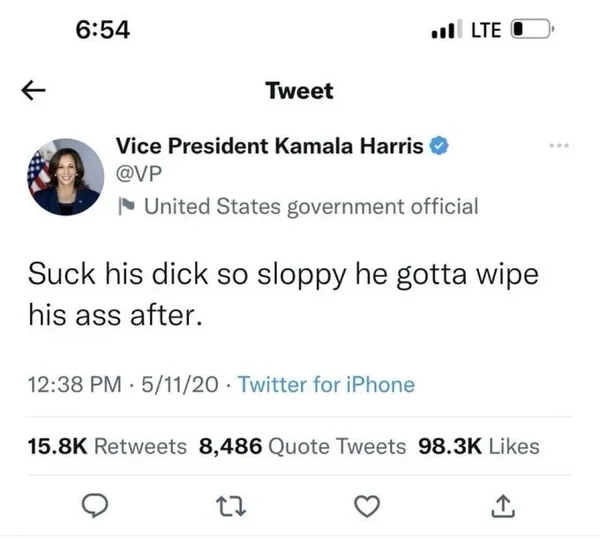 6:54
LTE
Tweet
Vice President Kamala Harris
@VP
United States government official
Suck his dick so sloppy he gotta wipe
his ass after.
12:38 PM · 5/11/20 · Twitter for iPhone
15.8K Retweets 8,486 Quote Tweets 98.3K Likes